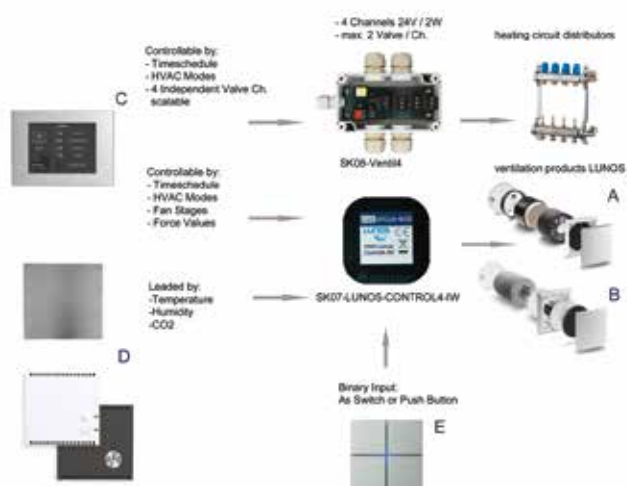 - 4 Channels 24V / 2W
- max. 2 Valve / Ch.
heating circuit distributors
Controllable by:
- Timeschedule
- HVAC Modes
- 4 Independent Valve Ch.
scalable
C
SK08-Ventil4
ventilation products LUNOS
A
Controllable by:
- Timeschedule
- HVAC Modes
- Fan Stages
- Force Values
B
Leaded by:
-Temperature
-Humidity
-CO2
SK07-LUNOS-CONTROL4-IW
D
Binary Input:
As Switch or Push Button
E